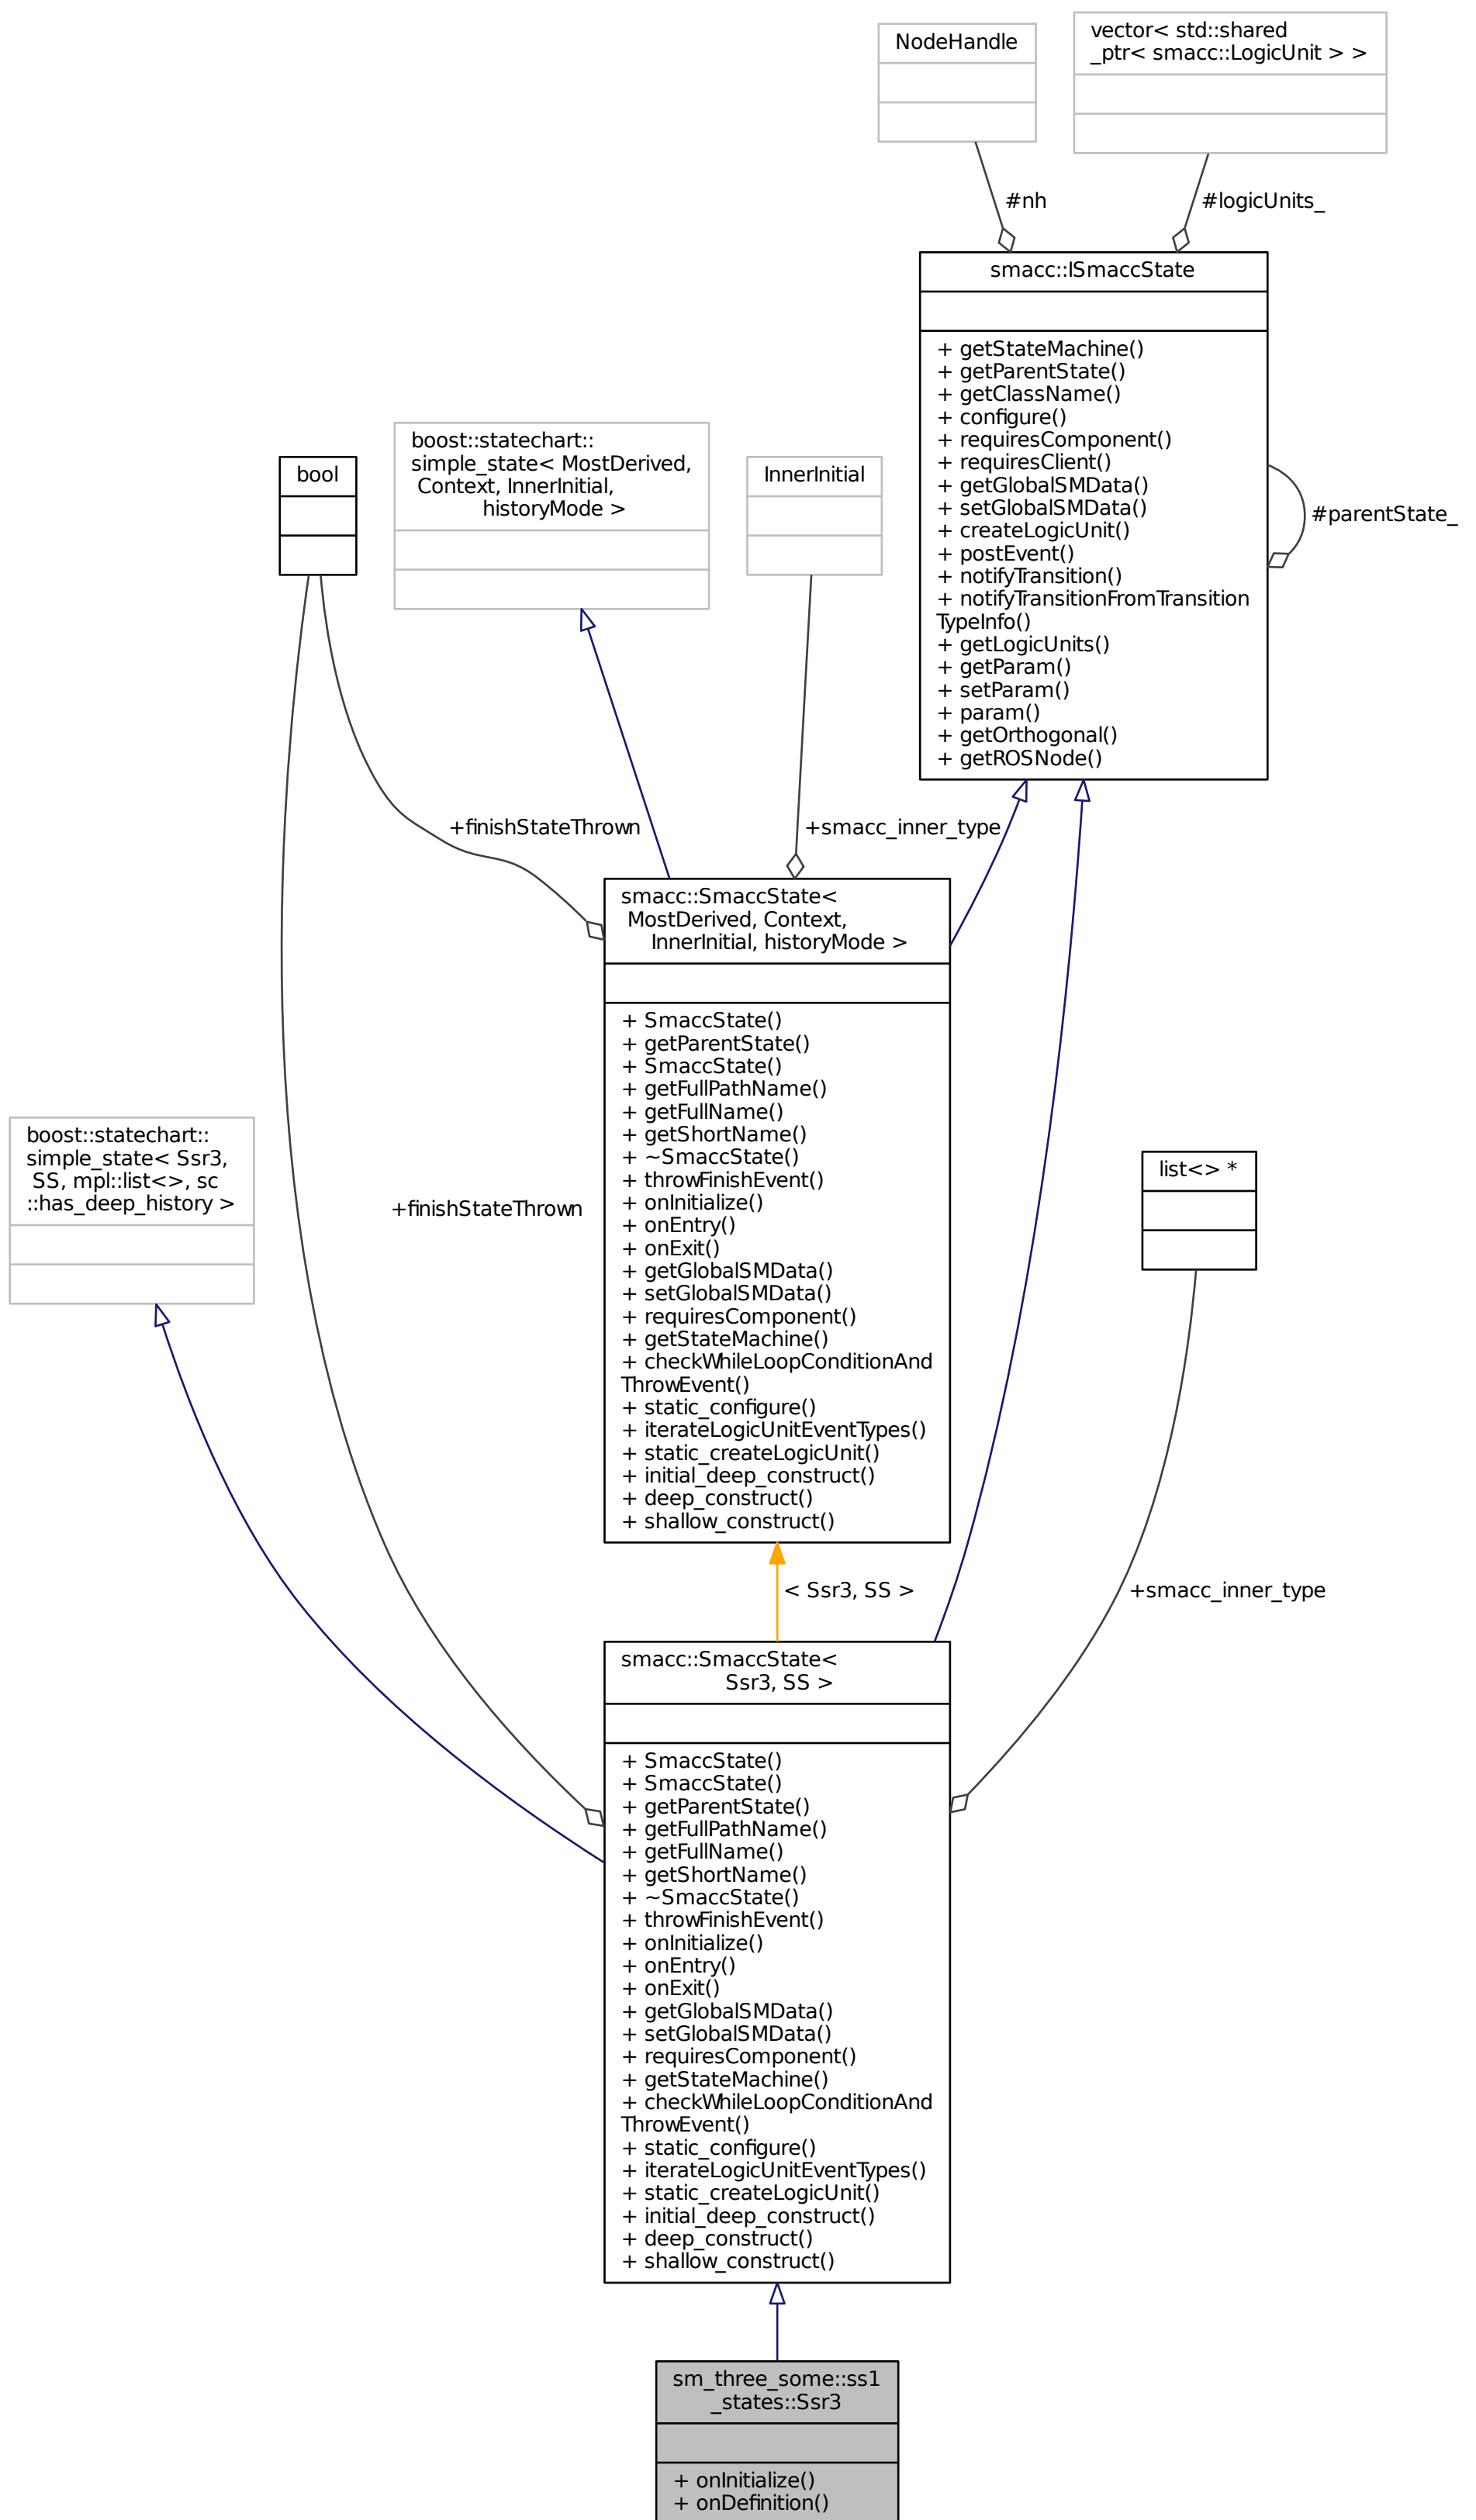 NodeHandle
vector< std::shared
_ptr< smacc::LogicUnit > >
#nh
#logicUnits_
smacc::ISmaccState
+ getStateMachine()
+ getParentState()
+ getClassName()
+ configure()
+ requiresComponent()
+ requiresClient()
+ getGlobalSMData()
+ setGlobalSMData()
+ createLogicUnit()
+ postEvent()
+ notifyTransition()
+ notifyTransitionFromTransition
TypeInfo()
+ getLogicUnits()
+ getParam()
+ setParam()
+ param()
+ getOrthogonal()
+ getROSNode()
#parentState_
bool
boost::statechart::
simple_state< MostDerived,
Context, InnerInitial,
historyMode >
InnerInitial
+finishStateThrown
+smacc_inner_type
smacc::SmaccState<
MostDerived, Context,
InnerInitial, historyMode >
+ SmaccState()
+ getParentState()
+ SmaccState()
+ getFullPathName()
+ getFullName()
+ getShortName()
+ ~SmaccState()
+ throwFinishEvent()
+ onInitialize()
+ onEntry()
+ onExit()
+ getGlobalSMData()
+ setGlobalSMData()
+ requiresComponent()
+ getStateMachine()
+ checkWhileLoopConditionAnd
ThrowEvent()
+ static_configure()
+ iterateLogicUnitEventTypes()
+ static_createLogicUnit()
+ initial_deep_construct()
+ deep_construct()
+ shallow_construct()
boost::statechart::
simple_state< Ssr3,
SS, mpl::list<>, sc
::has_deep_history >
+finishStateThrown
list<> *
< Ssr3, SS >
+smacc_inner_type
smacc::SmaccState<
Ssr3, SS >
+ SmaccState()
+ SmaccState()
+ getParentState()
+ getFullPathName()
+ getFullName()
+ getShortName()
+ ~SmaccState()
+ throwFinishEvent()
+ onInitialize()
+ onEntry()
+ onExit()
+ getGlobalSMData()
+ setGlobalSMData()
+ requiresComponent()
+ getStateMachine()
+ checkWhileLoopConditionAnd
ThrowEvent()
+ static_configure()
+ iterateLogicUnitEventTypes()
+ static_createLogicUnit()
+ initial_deep_construct()
+ deep_construct()
+ shallow_construct()
sm_three_some::ss1
_states::Ssr3
+ onInitialize()
+ onDefinition()